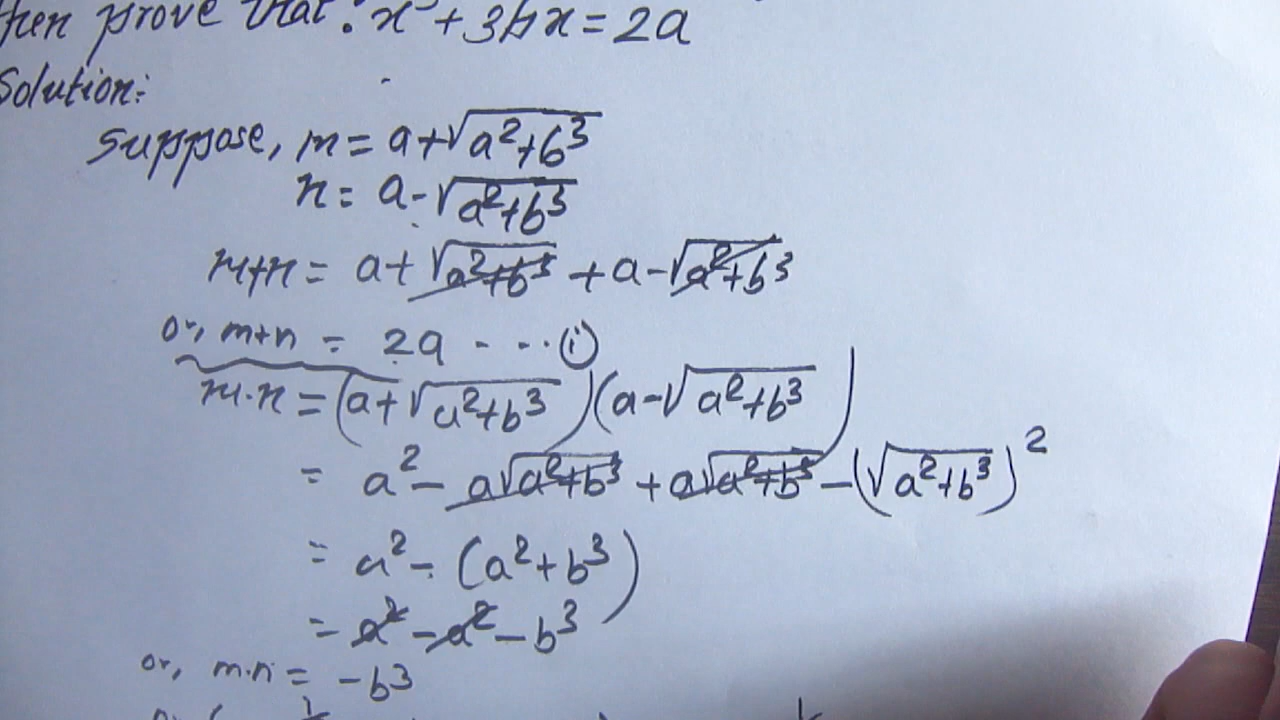 then prove that: x³ + 3bx = 2a
Solution:
suppose, m = a+√(a²+b³)
n = a-√(a²+b³)
m+n = a+√(a²+b³) + a-√(a²+b³)
or, m+n = 2a - - - - (i)
m.n = (a+√(a²+b³))(a-√(a²+b³))
= a² - a√(a²+b³) + a√(a²+b³) - (√(a²+b³))²
= a² - (a²+b³)
= a² - a² - b³
or, m.n = -b³